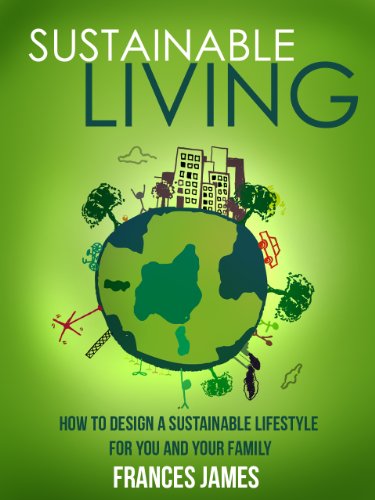 SUSTAINABLE
LIVING
HOW TO DESIGN A SUSTAINABLE LIFESTYLE
FOR YOU AND YOUR FAMILY
FRANCES JAMES